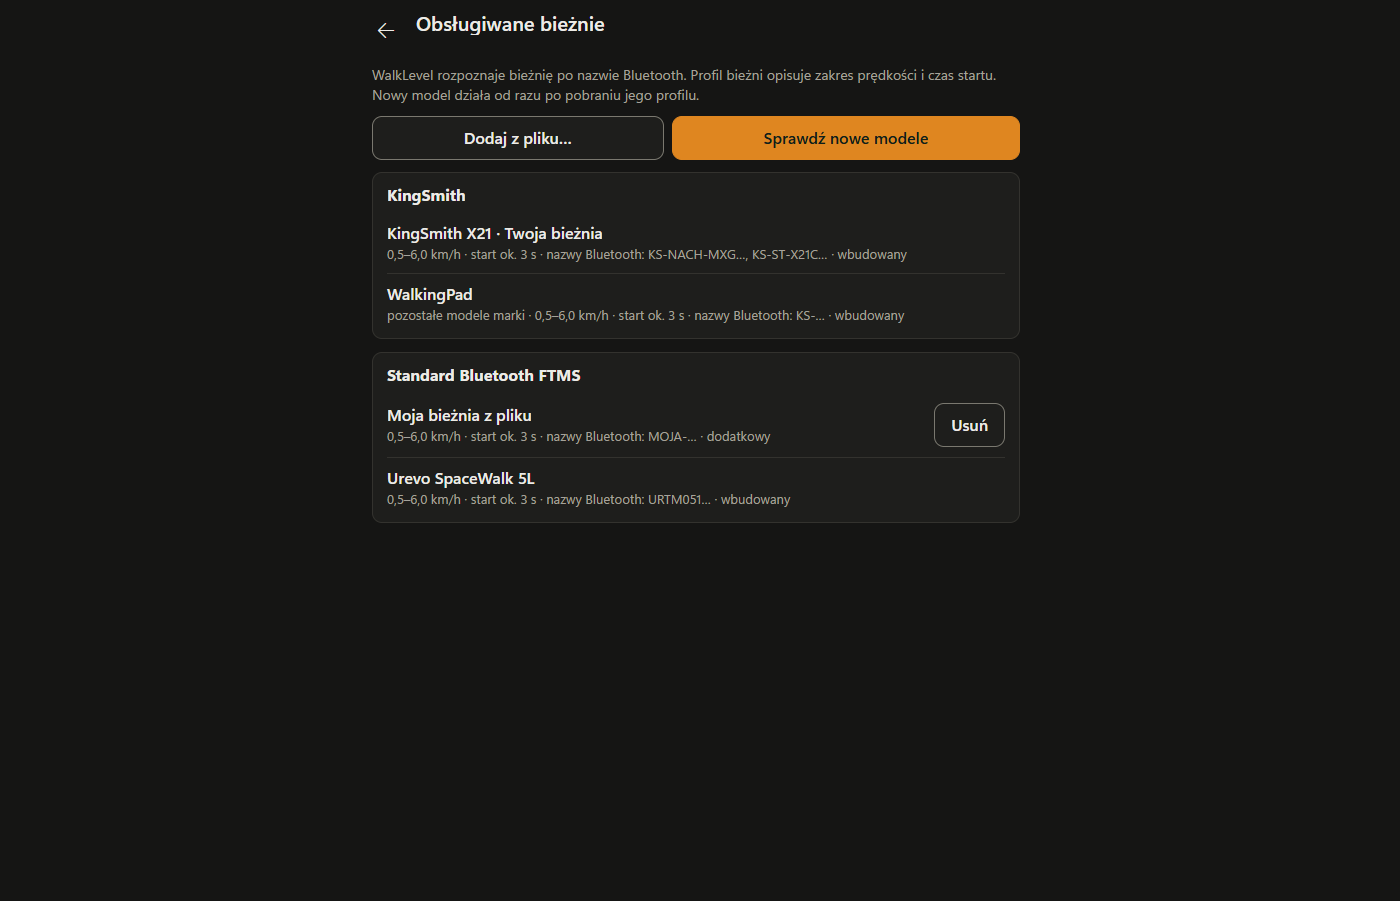 Obsługiwane bieżnie
WalkLevel rozpoznaje bieżnię po nazwie Bluetooth. Profil bieżni opisuje zakres prędkości i czas startu.
Nowy model działa od razu po pobraniu jego profilu.
Dodaj z pliku...
Sprawdź nowe modele
KingSmith
KingSmith X21 · Twoja bieżnia
0,5–6,0 km/h · start ok. 3 s · nazwy Bluetooth: KS-NACH-MXG..., KS-ST-X21C... · wbudowany
WalkingPad
pozostałe modele marki · 0,5–6,0 km/h · start ok. 3 s · nazwy Bluetooth: KS-... · wbudowany
Standard Bluetooth FTMS
Moja bieżnia z pliku
0,5–6,0 km/h · start ok. 3 s · nazwy Bluetooth: MOJA-... · dodatkowy
Usuń
Urevo SpaceWalk 5L
0,5–6,0 km/h · start ok. 3 s · nazwy Bluetooth: URTM051... · wbudowany